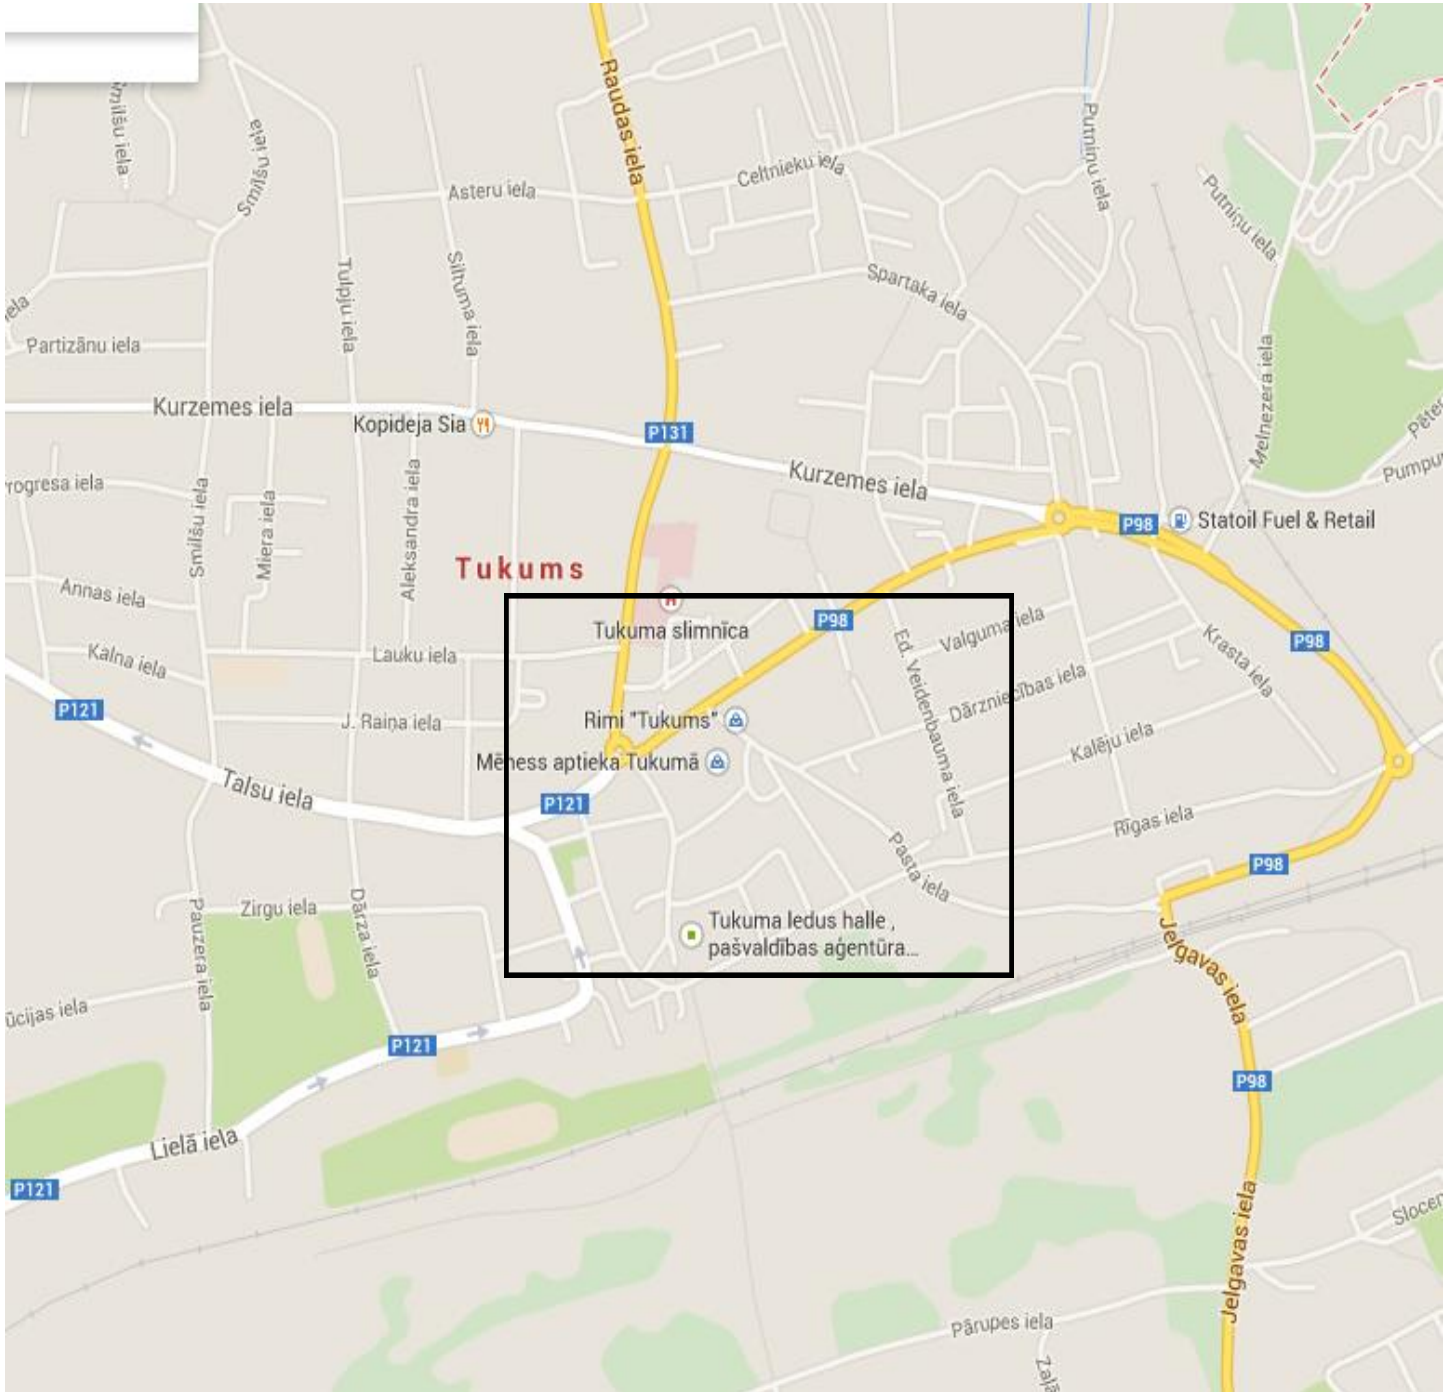 Raudas iela
Smilšu iela
Smilšu iela
Putniņu iela
Celtnieku iela
Asteru iela
Putniņu iela
Tulpju iela
Siltuma iela
Spartaka iela
iela
Partizānu iela
Melnezera iela
Kurzemes iela
Kopideja Sia
P131
Kurzemes iela
Smilšu iela
Miera iela
Aleksandra iela
P98
Statoil Fuel & Retail
Tukums
Annas iela
Tukuma slimnīca
P98
Valguma iela
P98
Kalna iela
Lauku iela
Ed. Veidenbauma iela
Krasta iela
Dārzniecības iela
P121
J. Raiņa iela
Rimi "Tukums"
Kalēju iela
Mēness aptieka Tukumā
Talsu iela
P121
Rīgas iela
Pasta iela
P98
Pauzera iela
Zirgu iela
Dārza iela
Tukuma ledus halle ,
pašvaldības aģentūra...
Jelgavas iela
P121
P98
Lielā iela
P121
Jelgavas iela
Pārupes iela